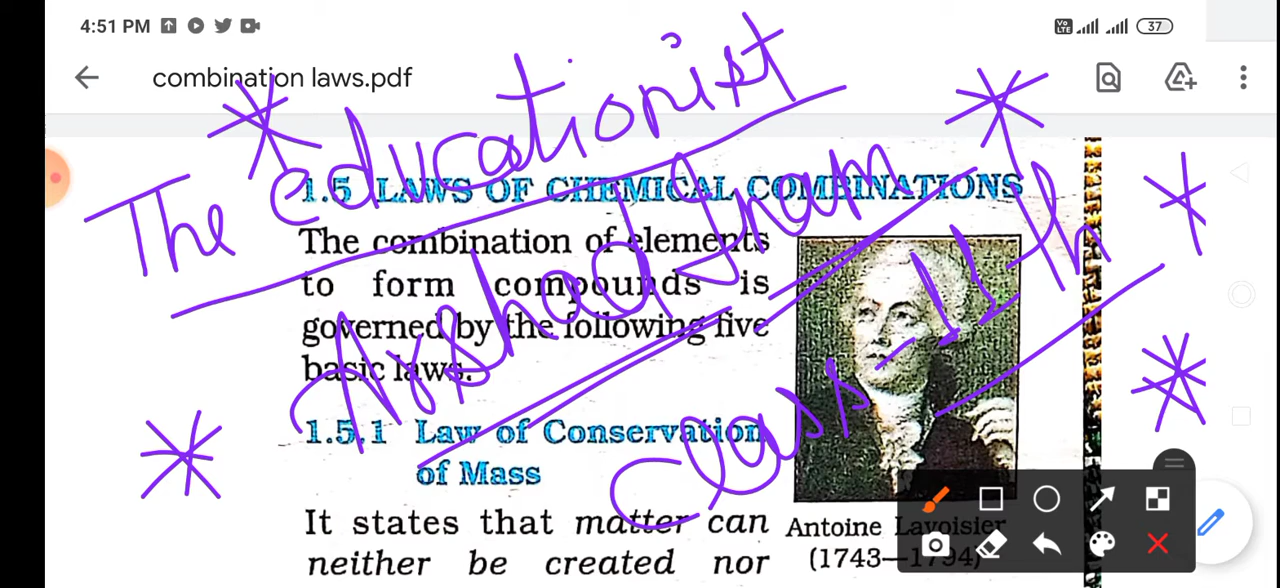 4:51 PM
37
combination laws.pdf
The educationist
1.5 LAWS OF CHEMICAL COMBINATIONS
The combination of elements
to form compounds is
governed by the following five
basic laws.
Arshad
Class - 11th
1.5.1 Law of Conservation
of Mass
It states that matter can
neither be created nor
Antoine Lavoisier
(1743—1794)